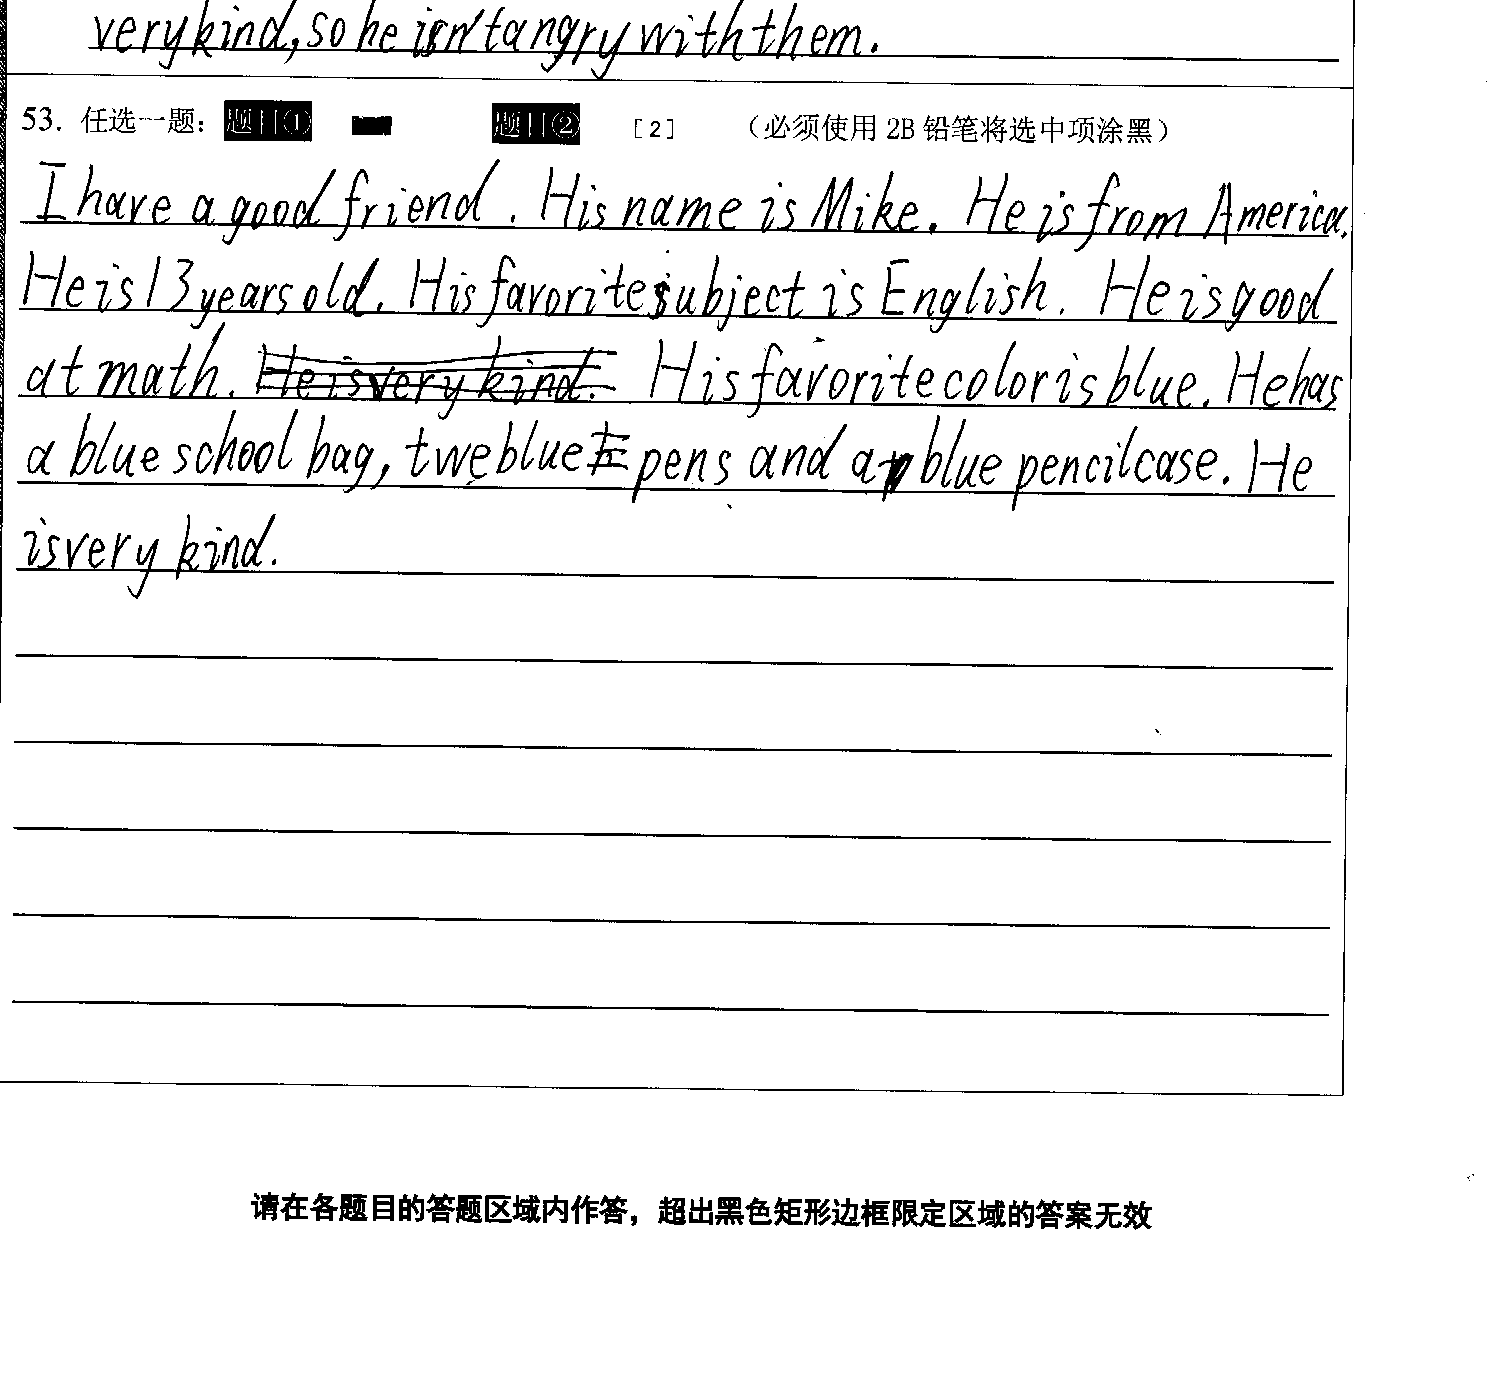 very kind, so he isn't angry with them.
53. 任选一题： 题目① 题目② [2] （必须使用 2B 铅笔将选中项涂黑）
I have a good friend. His name is Mike. He is from America.
He is 13 years old. His favorite subject is English. He is good
at math. He is very kind. His favorite color is blue. He has
a blue school bag, twe blue pens and a blue pencil case. He
is very kind.
请在各题目的答题区域内作答，超出黑色矩形边框限定区域的答案无效